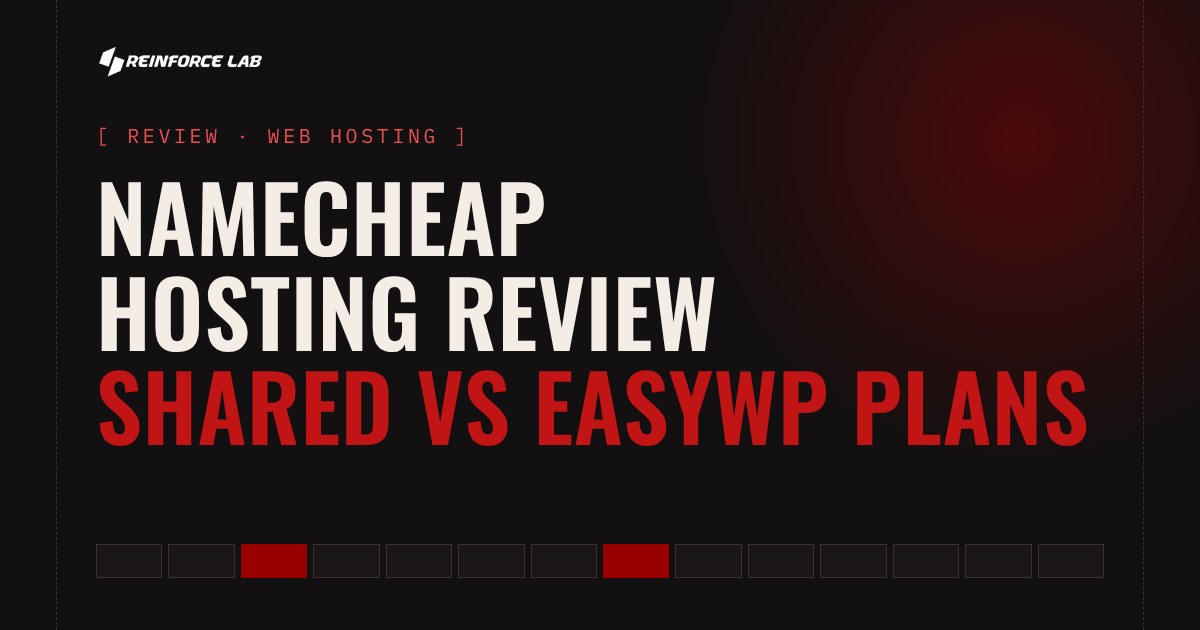 REINFORCE LAB
[ REVIEW · WEB HOSTING ]
NAMECHEAP
HOSTING REVIEW
SHARED VS EASYWP PLANS